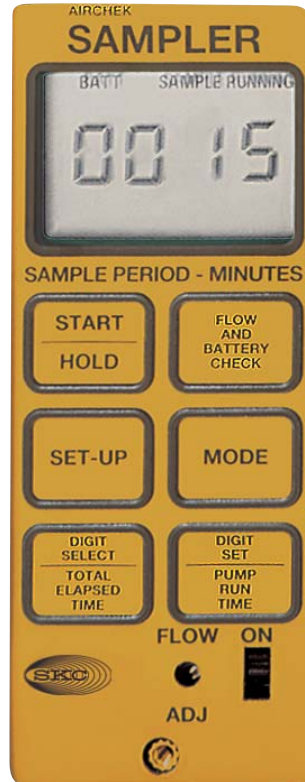 AIRCHEK
SAMPLER
BATT SAMPLE RUNNING
0015
SAMPLE PERIOD - MINUTES
START
HOLD
FLOW
AND
BATTERY
CHECK
SET-UP
MODE
DIGIT
SELECT
TOTAL
ELAPSED
TIME
DIGIT
SET
PUMP
RUN
TIME
FLOW ON
SKC
ADJ